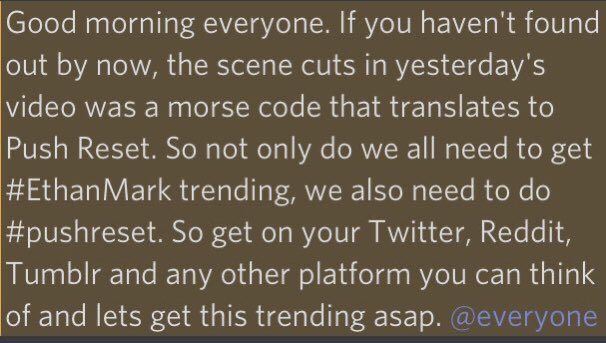 Good morning everyone. If you haven't found
out by now, the scene cuts in yesterday's
video was a morse code that translates to
Push Reset. So not only do we all need to get
#EthanMark trending, we also need to do
#pushreset. So get on your Twitter, Reddit,
Tumblr and any other platform you can think
of and lets get this trending asap. @everyone